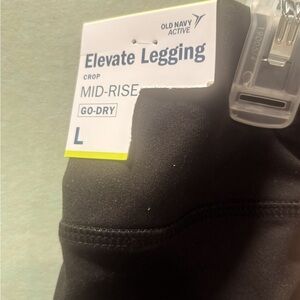 OLD NAVY
ACTIVE
Elevate Legging
CROP
MID-RISE
GO-DRY
L